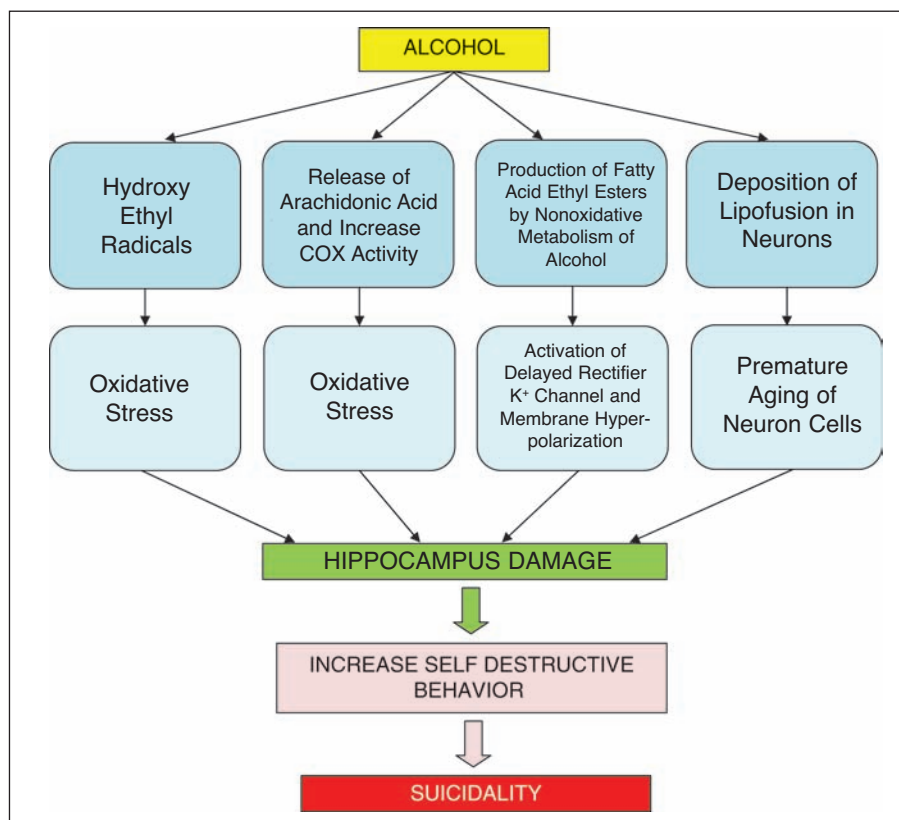 ALCOHOL
Hydroxy
Ethyl
Radicals
Release of
Arachidonic Acid
and Increase
COX Activity
Production of Fatty
Acid Ethyl Esters
by Nonoxidative
Metabolism of
Alcohol
Deposition of
Lipofusion in
Neurons
Oxidative
Stress
Oxidative
Stress
Activation of
Delayed Rectifier
K⁺ Channel and
Membrane Hyper-
polarization
Premature
Aging of
Neuron Cells
HIPPOCAMPUS DAMAGE
INCREASE SELF DESTRUCTIVE
BEHAVIOR
SUICIDALITY